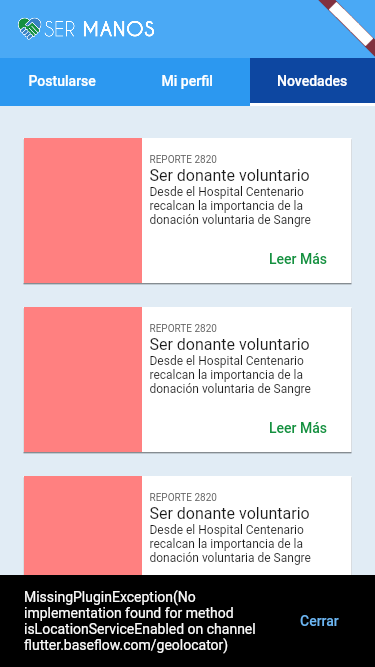 SER MANOS
Postularse Mi perfil Novedades
REPORTE 2820
Ser donante voluntario
Desde el Hospital Centenario
recalcan la importancia de la
donación voluntaria de Sangre
Leer Más
REPORTE 2820
Ser donante voluntario
Desde el Hospital Centenario
recalcan la importancia de la
donación voluntaria de Sangre
Leer Más
REPORTE 2820
Ser donante voluntario
Desde el Hospital Centenario
recalcan la importancia de la
donación voluntaria de Sangre
MissingPluginException(No
implementation found for method
isLocationServiceEnabled on channel
flutter.baseflow.com/geolocator)
Cerrar